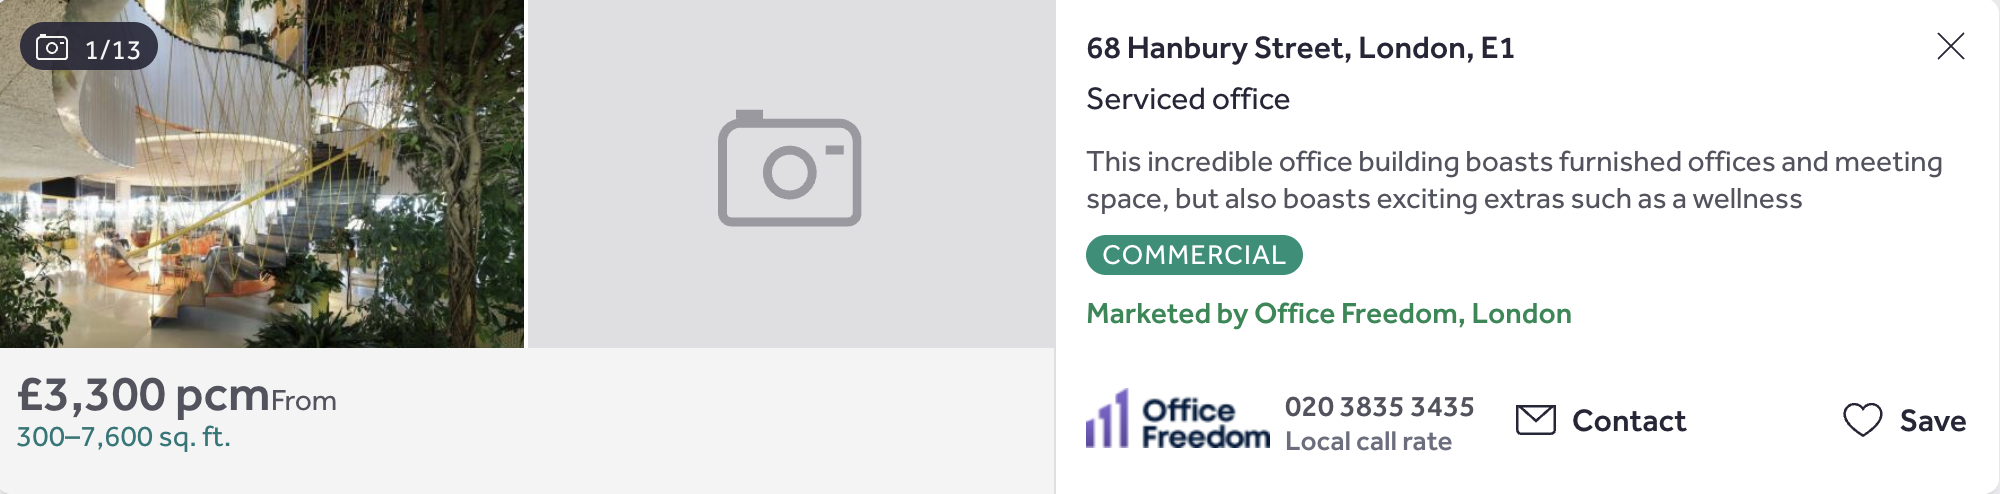 1/13
£3,300 pcm From
300–7,600 sq. ft.
68 Hanbury Street, London, E1
Serviced office
This incredible office building boasts furnished offices and meeting
space, but also boasts exciting extras such as a wellness
COMMERCIAL
Marketed by Office Freedom, London
Office
Freedom
020 3835 3435
Local call rate
Contact
Save